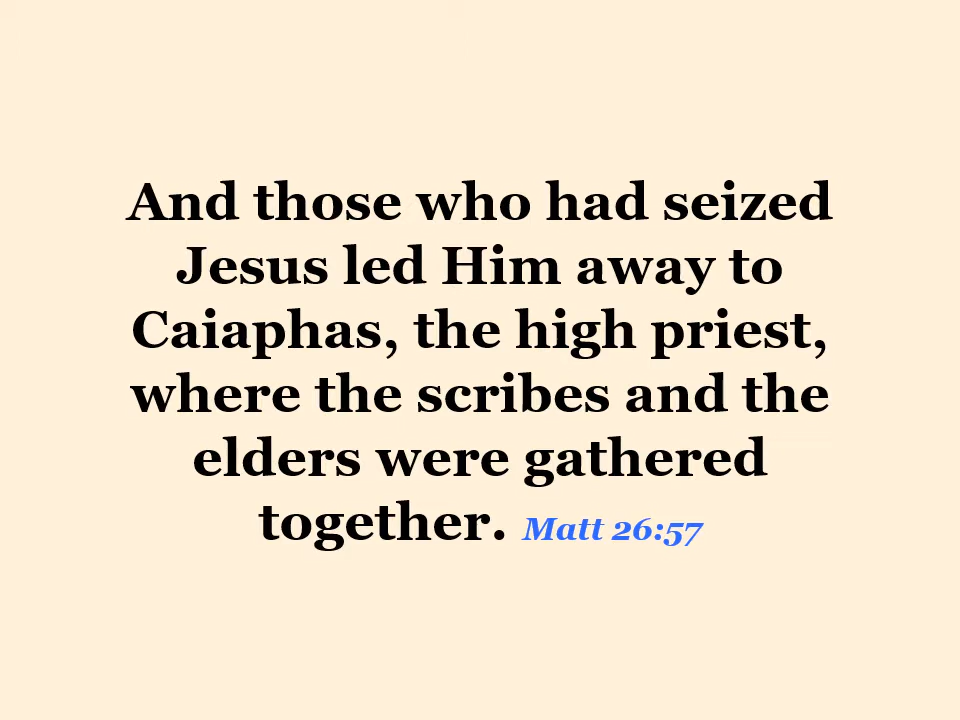 And those who had seized
Jesus led Him away to
Caiaphas, the high priest,
where the scribes and the
elders were gathered
together. Matt 26:57